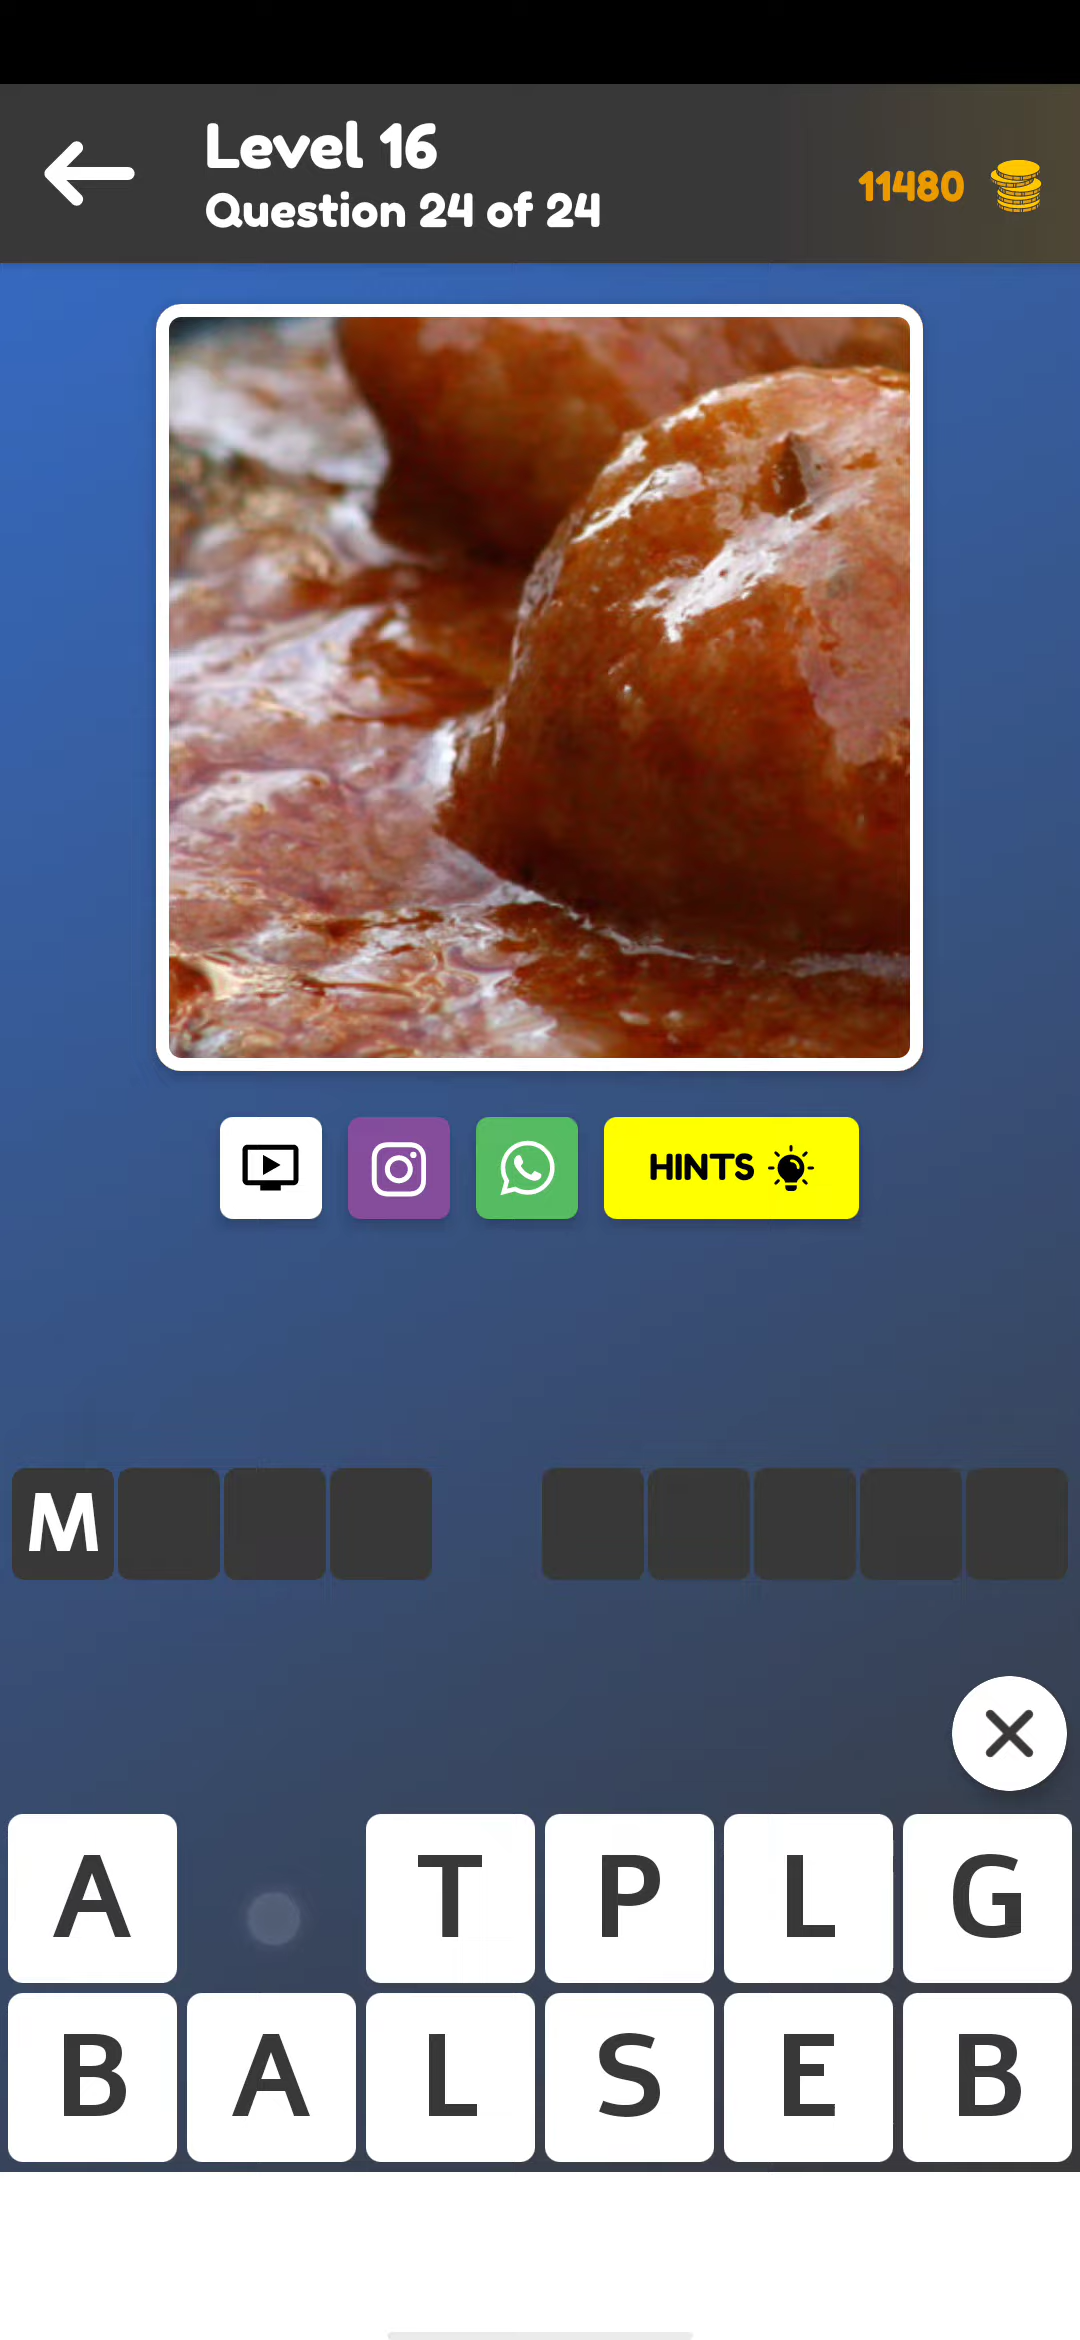 Level 16
Question 24 of 24
11480
HINTS
M
A T P L G
B A L S E B